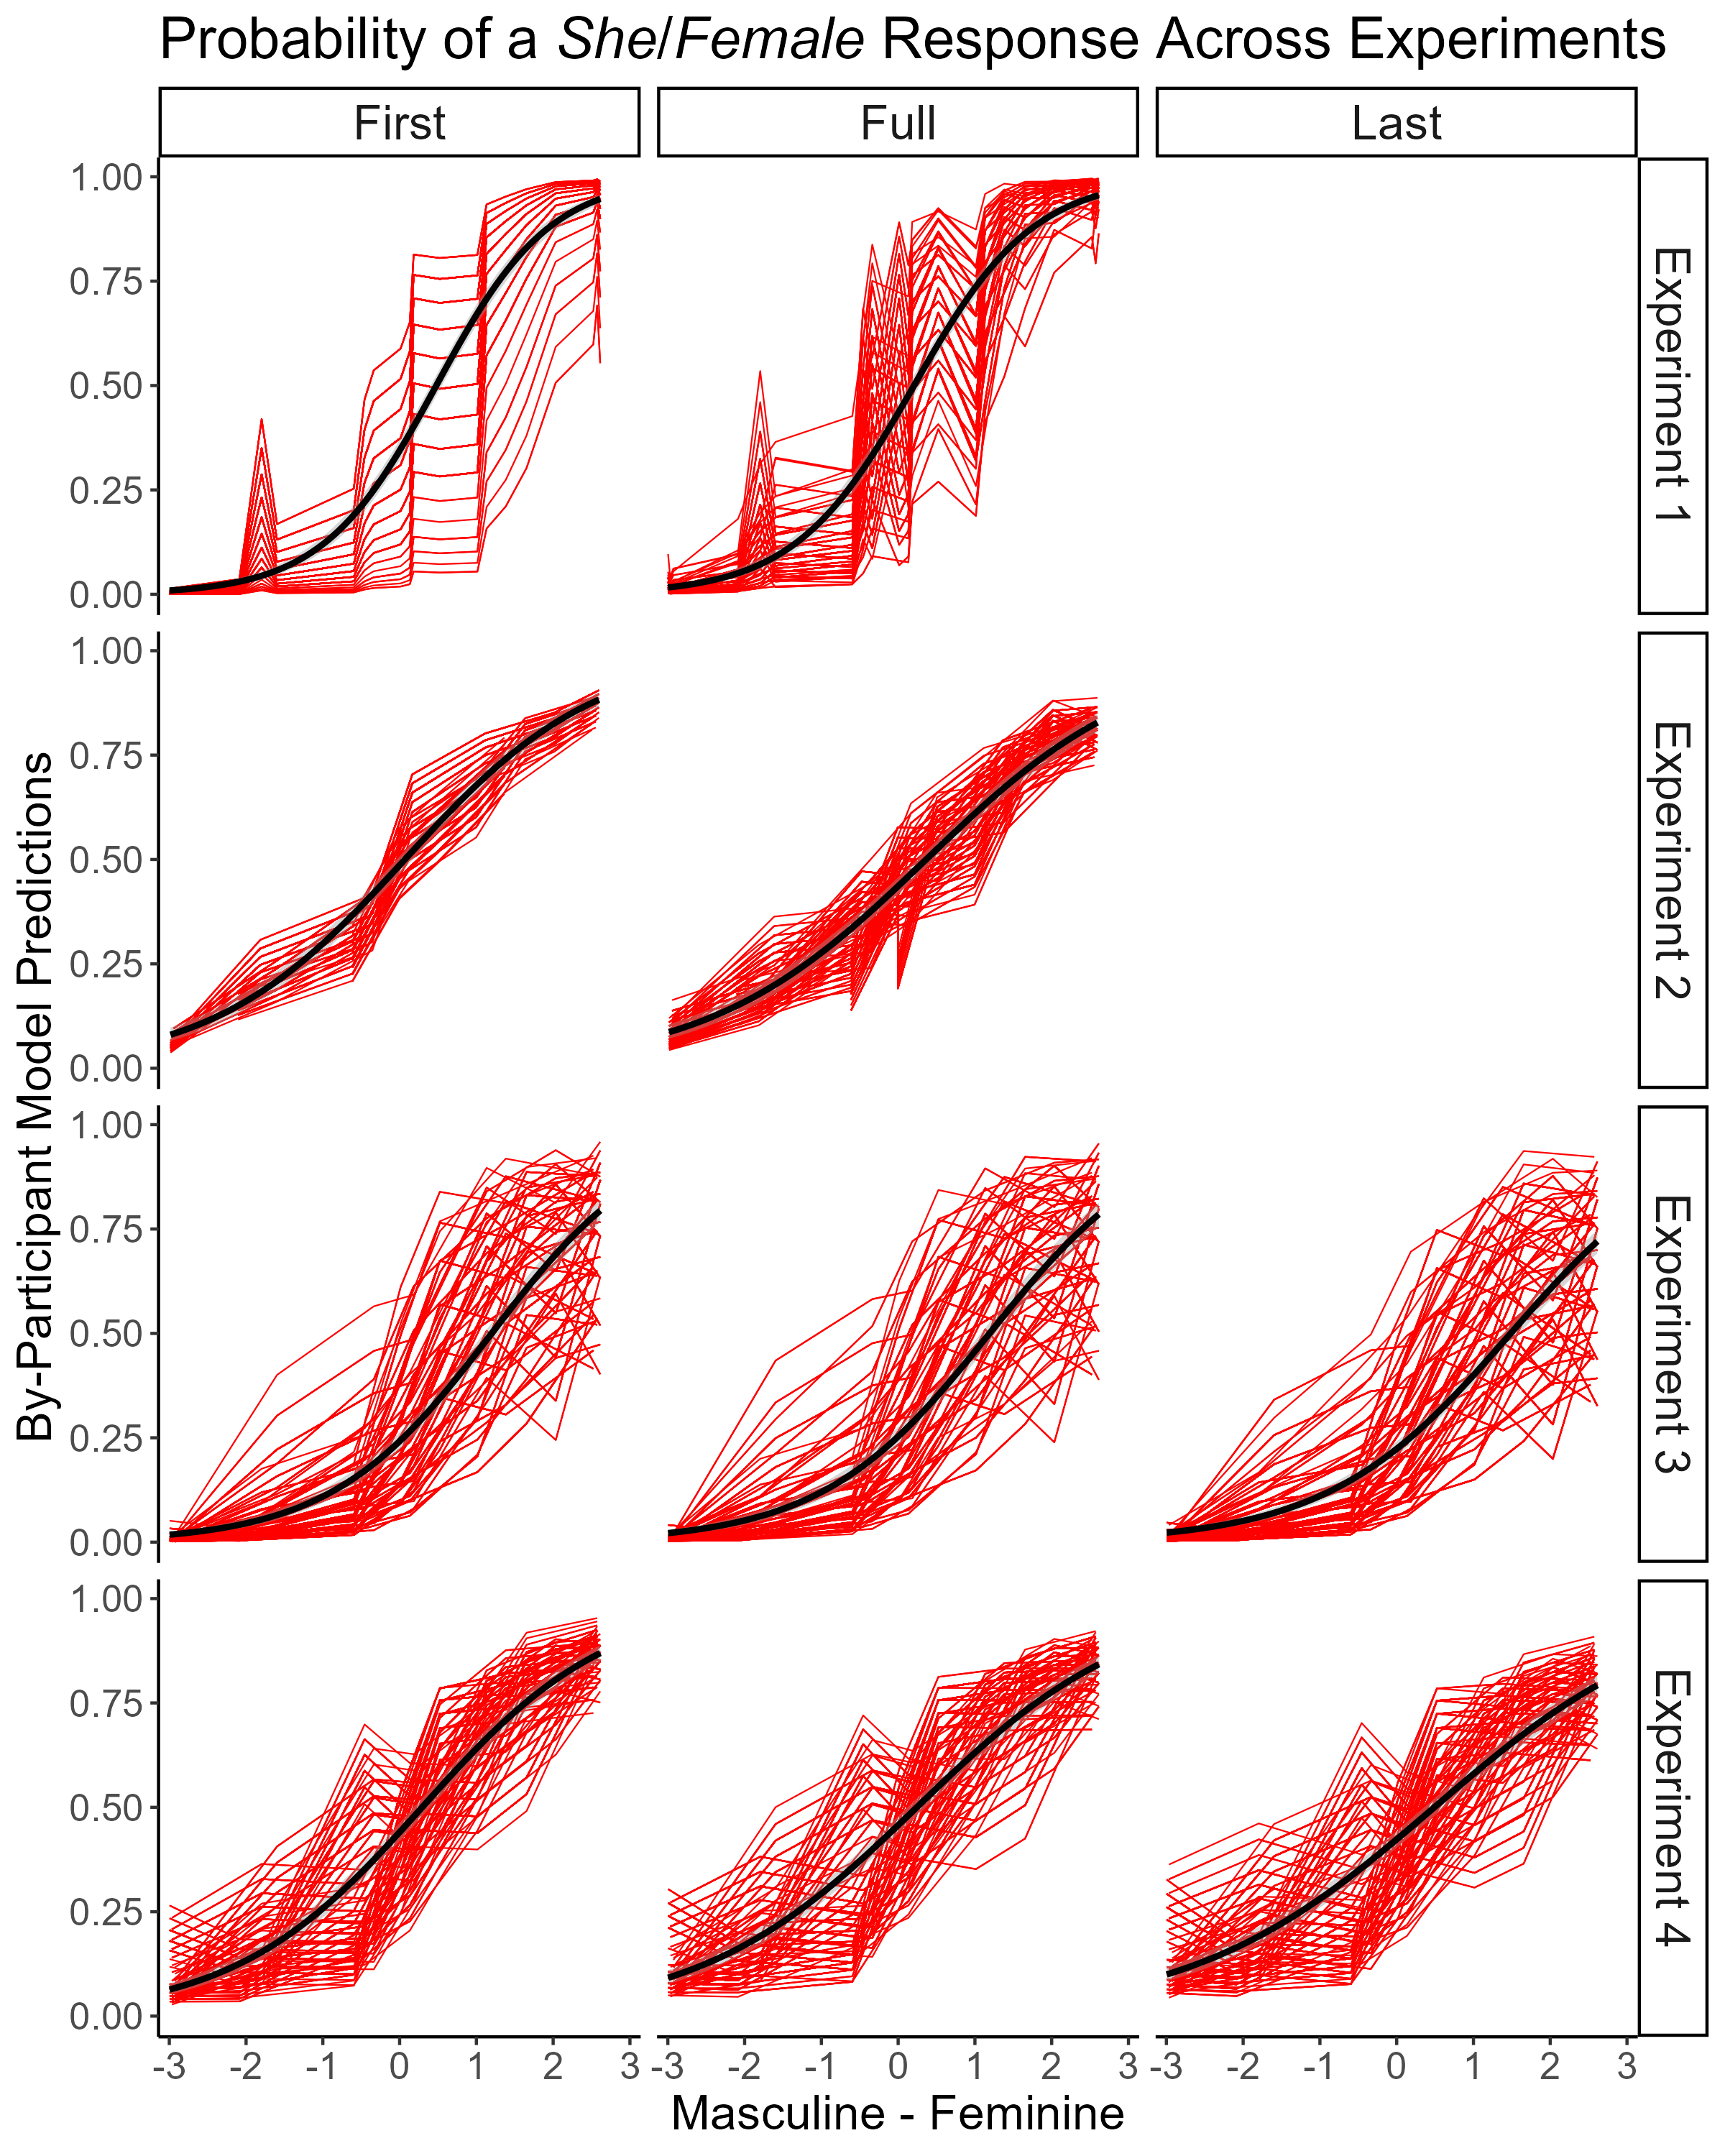 Probability of a She/Female Response Across Experiments
First
Full
Last
1.00
0.75
0.50
0.25
0.00
Experiment 1
1.00
0.75
0.50
0.25
0.00
Experiment 2
By-Participant Model Predictions
1.00
0.75
0.50
0.25
0.00
Experiment 3
1.00
0.75
0.50
0.25
0.00
Experiment 4
-3 -2 -1 0 1 2 3
-3 -2 -1 0 1 2 3
-3 -2 -1 0 1 2 3
Masculine - Feminine